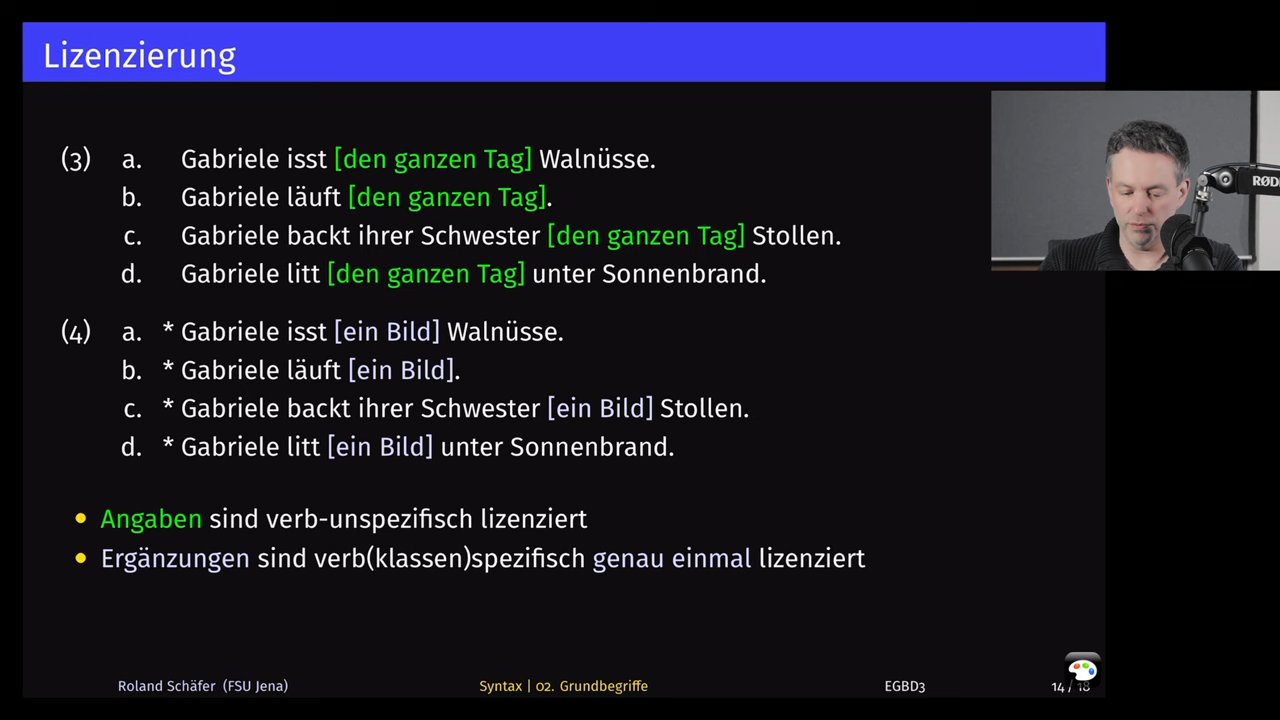 Lizenzierung
(3) a. Gabriele isst [den ganzen Tag] Walnüsse.
b. Gabriele läuft [den ganzen Tag].
c. Gabriele backt ihrer Schwester [den ganzen Tag] Stollen.
d. Gabriele litt [den ganzen Tag] unter Sonnenbrand.
(4) a. * Gabriele isst [ein Bild] Walnüsse.
b. * Gabriele läuft [ein Bild].
c. * Gabriele backt ihrer Schwester [ein Bild] Stollen.
d. * Gabriele litt [ein Bild] unter Sonnenbrand.
• Angaben sind verb-unspezifisch lizenziert
• Ergänzungen sind verb(klassen)spezifisch genau einmal lizenziert
Roland Schäfer (FSU Jena) Syntax | 02. Grundbegriffe EGBD3 14 / 18